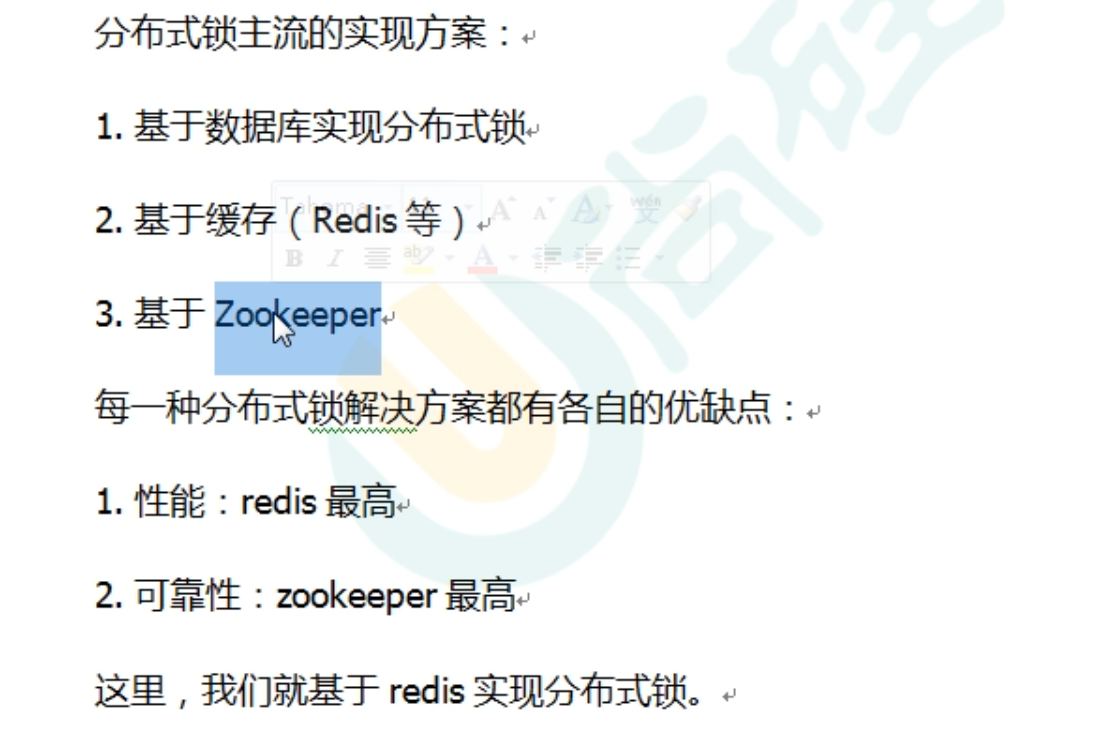 分布式锁主流的实现方案：
1. 基于数据库实现分布式锁
2. 基于缓存（Redis 等）
3. 基于 Zookeeper
每一种分布式锁解决方案都有各自的优缺点：
1. 性能：redis 最高
2. 可靠性：zookeeper 最高
这里，我们就基于 redis 实现分布式锁。